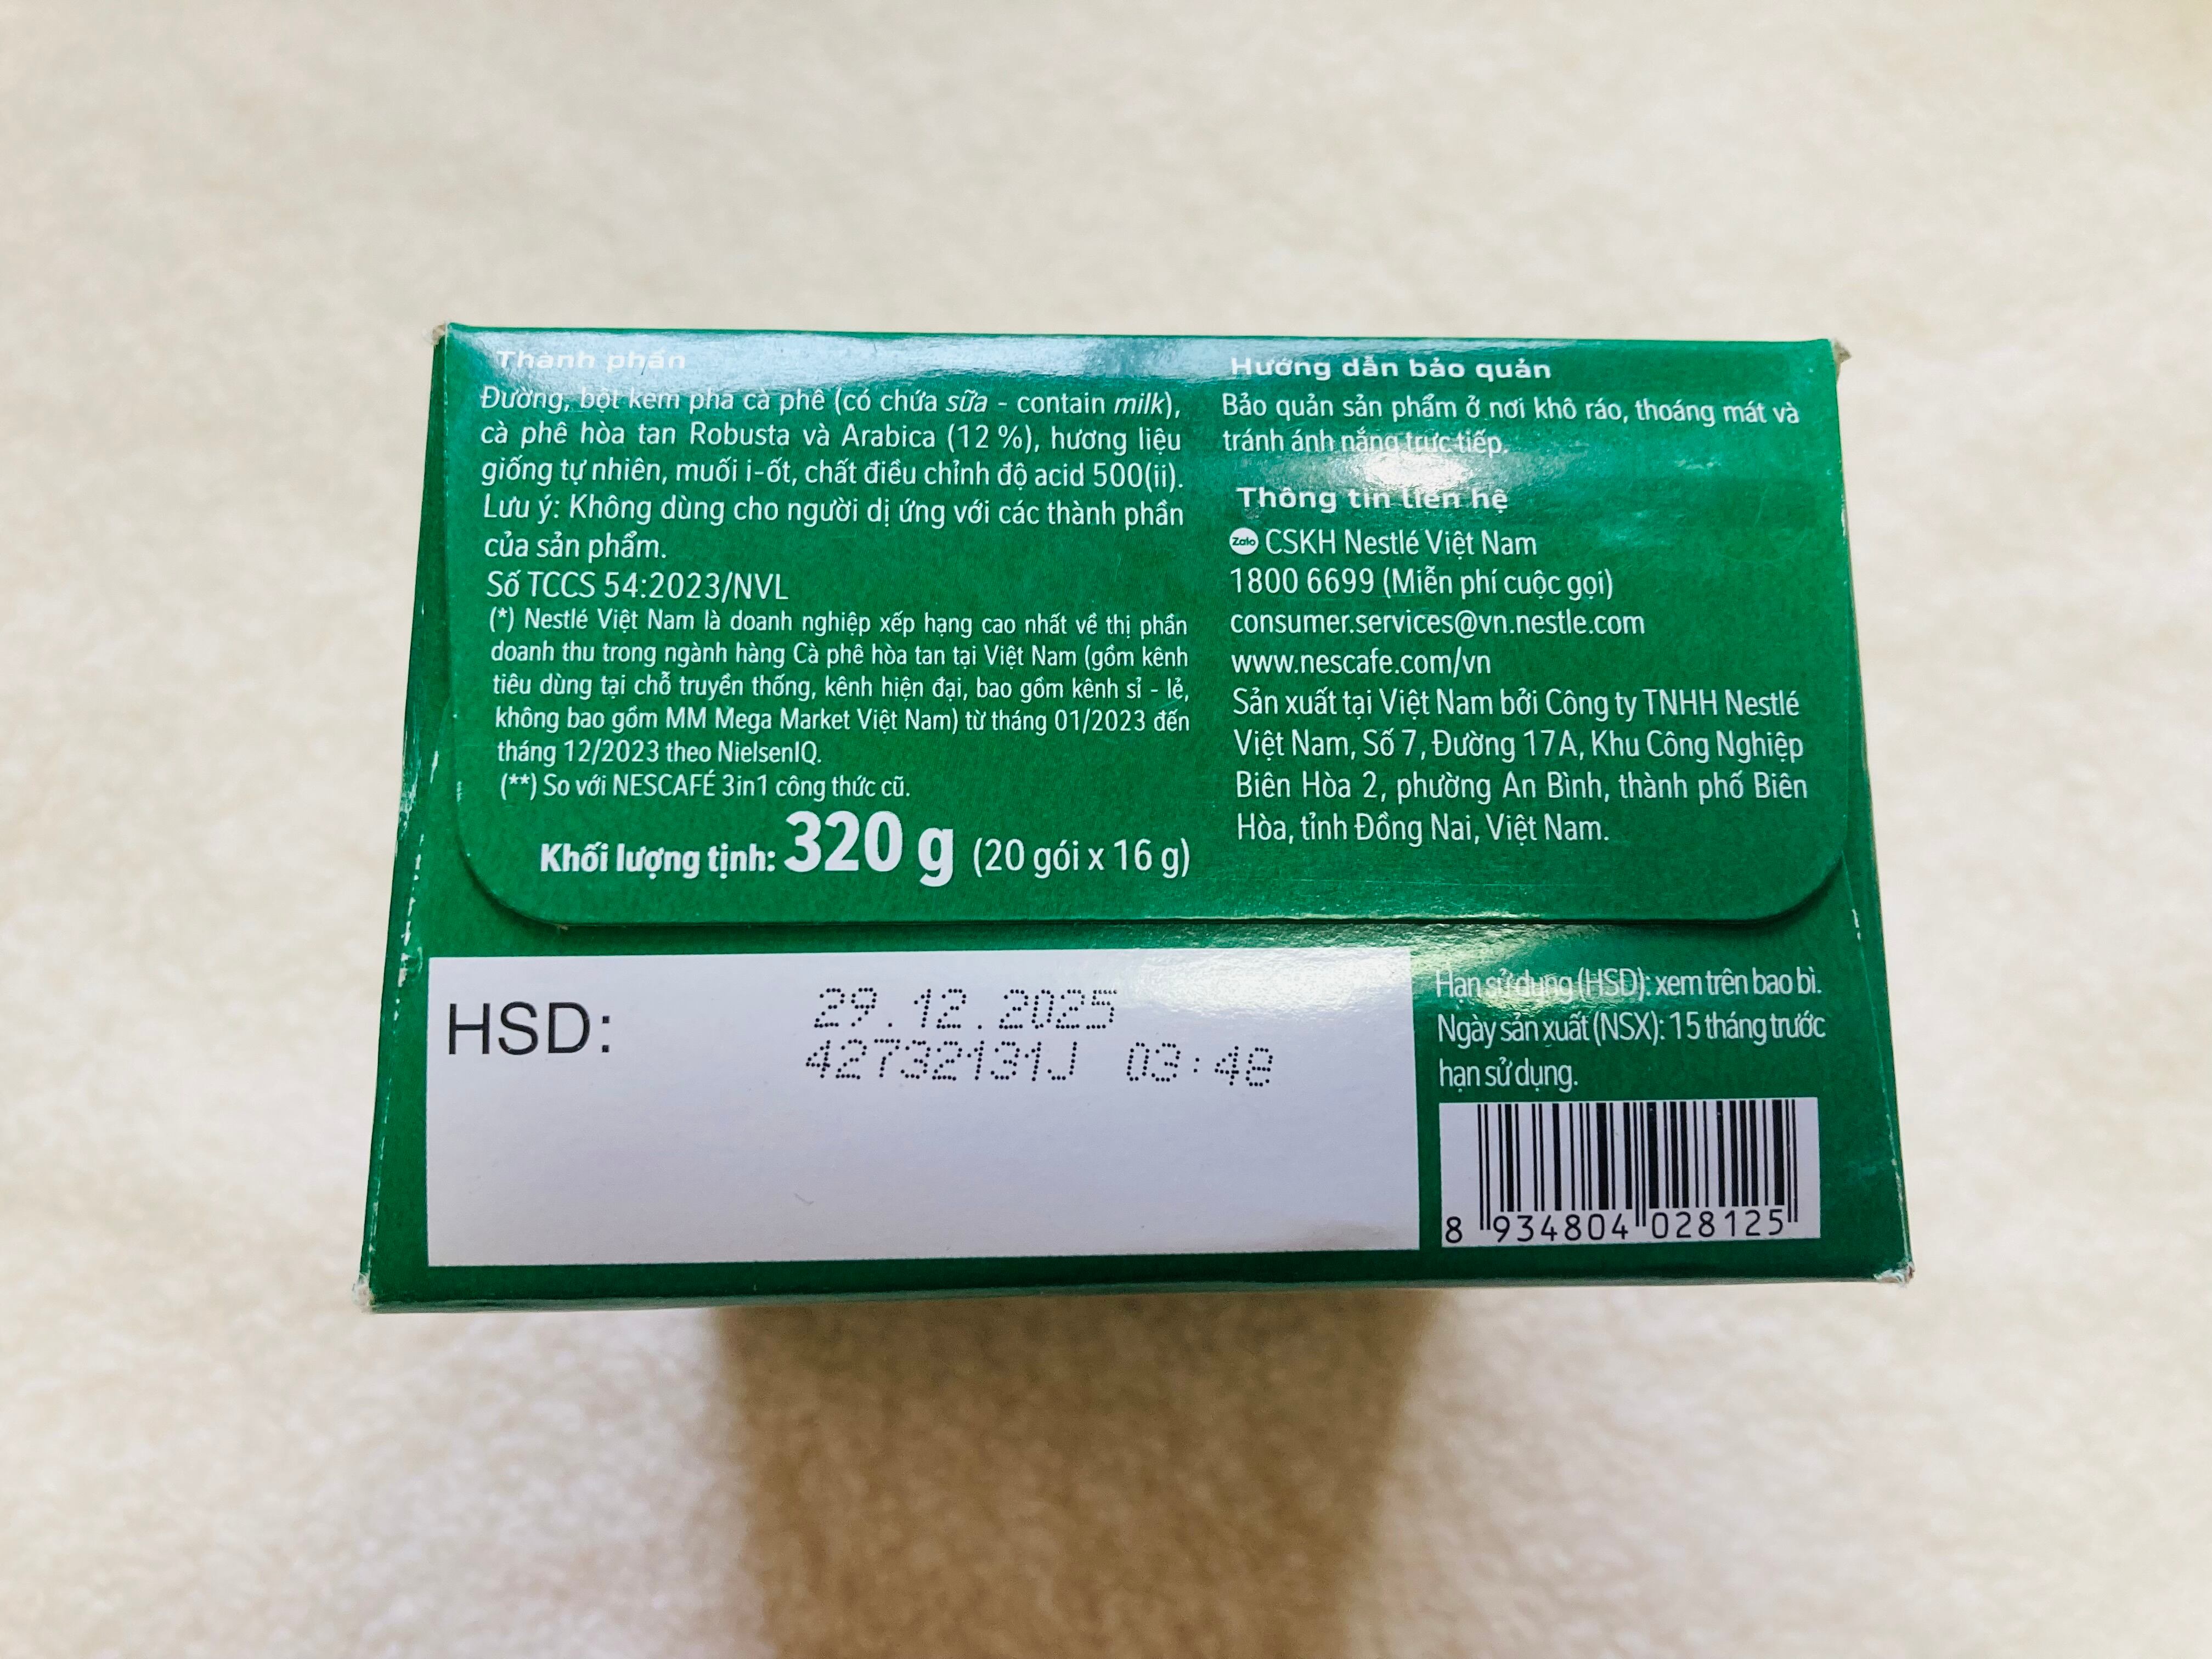 Thành phần
Đường, bột kem pha cà phê (có chứa sữa - contain milk),
cà phê hòa tan Robusta và Arabica (12 %), hương liệu
giống tự nhiên, muối i-ốt, chất điều chỉnh độ acid 500(ii).
Lưu ý: Không dùng cho người dị ứng với các thành phần
của sản phẩm.
Số TCCS 54:2023/NVL
(*) Nestlé Việt Nam là doanh nghiệp xếp hạng cao nhất về thị phần
doanh thu trong ngành hàng Cà phê hòa tan tại Việt Nam (gồm kênh
tiêu dùng tại chỗ truyền thống, kênh hiện đại, bao gồm kênh sỉ - lẻ,
không bao gồm MM Mega Market Việt Nam) từ tháng 01/2023 đến
tháng 12/2023 theo NielsenIQ.
(**) So với NESCAFÉ 3in1 công thức cũ.
Khối lượng tịnh: 320 g (20 gói x 16 g)
Hướng dẫn bảo quản
Bảo quản sản phẩm ở nơi khô ráo, thoáng mát và
tránh ánh nắng trực tiếp.
Thông tin liên hệ
Zalo CSKH Nestlé Việt Nam
1800 6699 (Miễn phí cuộc gọi)
consumer.services@vn.nestle.com
www.nescafe.com/vn
Sản xuất tại Việt Nam bởi Công ty TNHH Nestlé
Việt Nam, Số 7, Đường 17A, Khu Công Nghiệp
Biên Hòa 2, phường An Bình, thành phố Biên
Hòa, tỉnh Đồng Nai, Việt Nam.
HSD: 29.12.2025
42732131J 03:48
Hạn sử dụng (HSD): xem trên bao bì.
Ngày sản xuất (NSX): 15 tháng trước
hạn sử dụng.
8 934804 028125